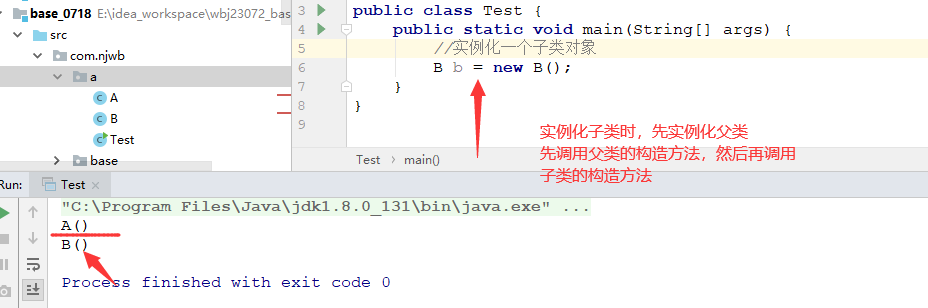 base_0718 E:\idea_workspace\wbj23072_bas
src
com.njwb
a
A
B
Test
base
3 public class Test {
4 public static void main(String[] args) {
5 //实例化一个子类对象
6 B b = new B();
7 }
8 }
9
实例化子类时，先实例化父类
先调用父类的构造方法，然后再调用
子类的构造方法
Test › main()
Run: Test ×
"C:\Program Files\Java\jdk1.8.0_131\bin\java.exe" ...
A()
B()
Process finished with exit code 0